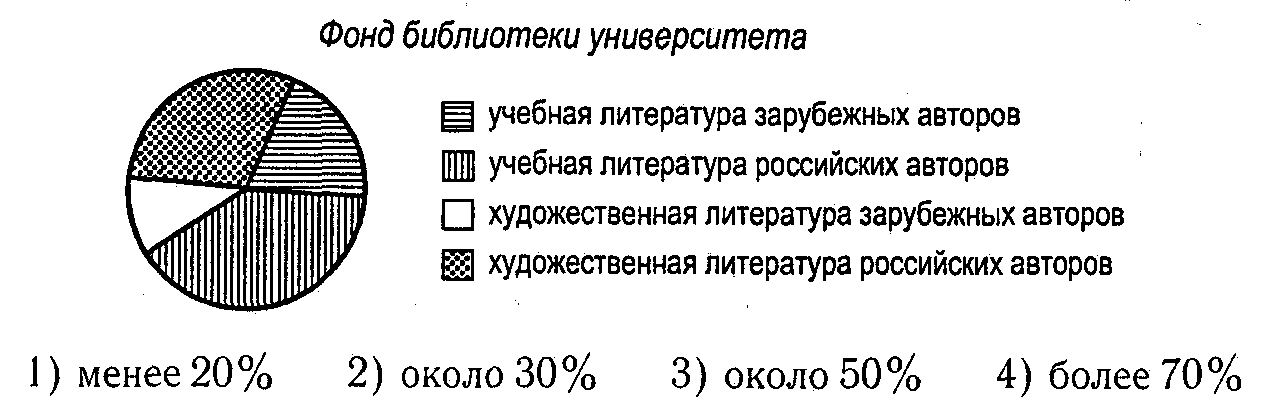 Фонд библиотеки университета
учебная литература зарубежных авторов
учебная литература российских авторов
художественная литература зарубежных авторов
художественная литература российских авторов
1) менее 20% 2) около 30% 3) около 50% 4) более 70%